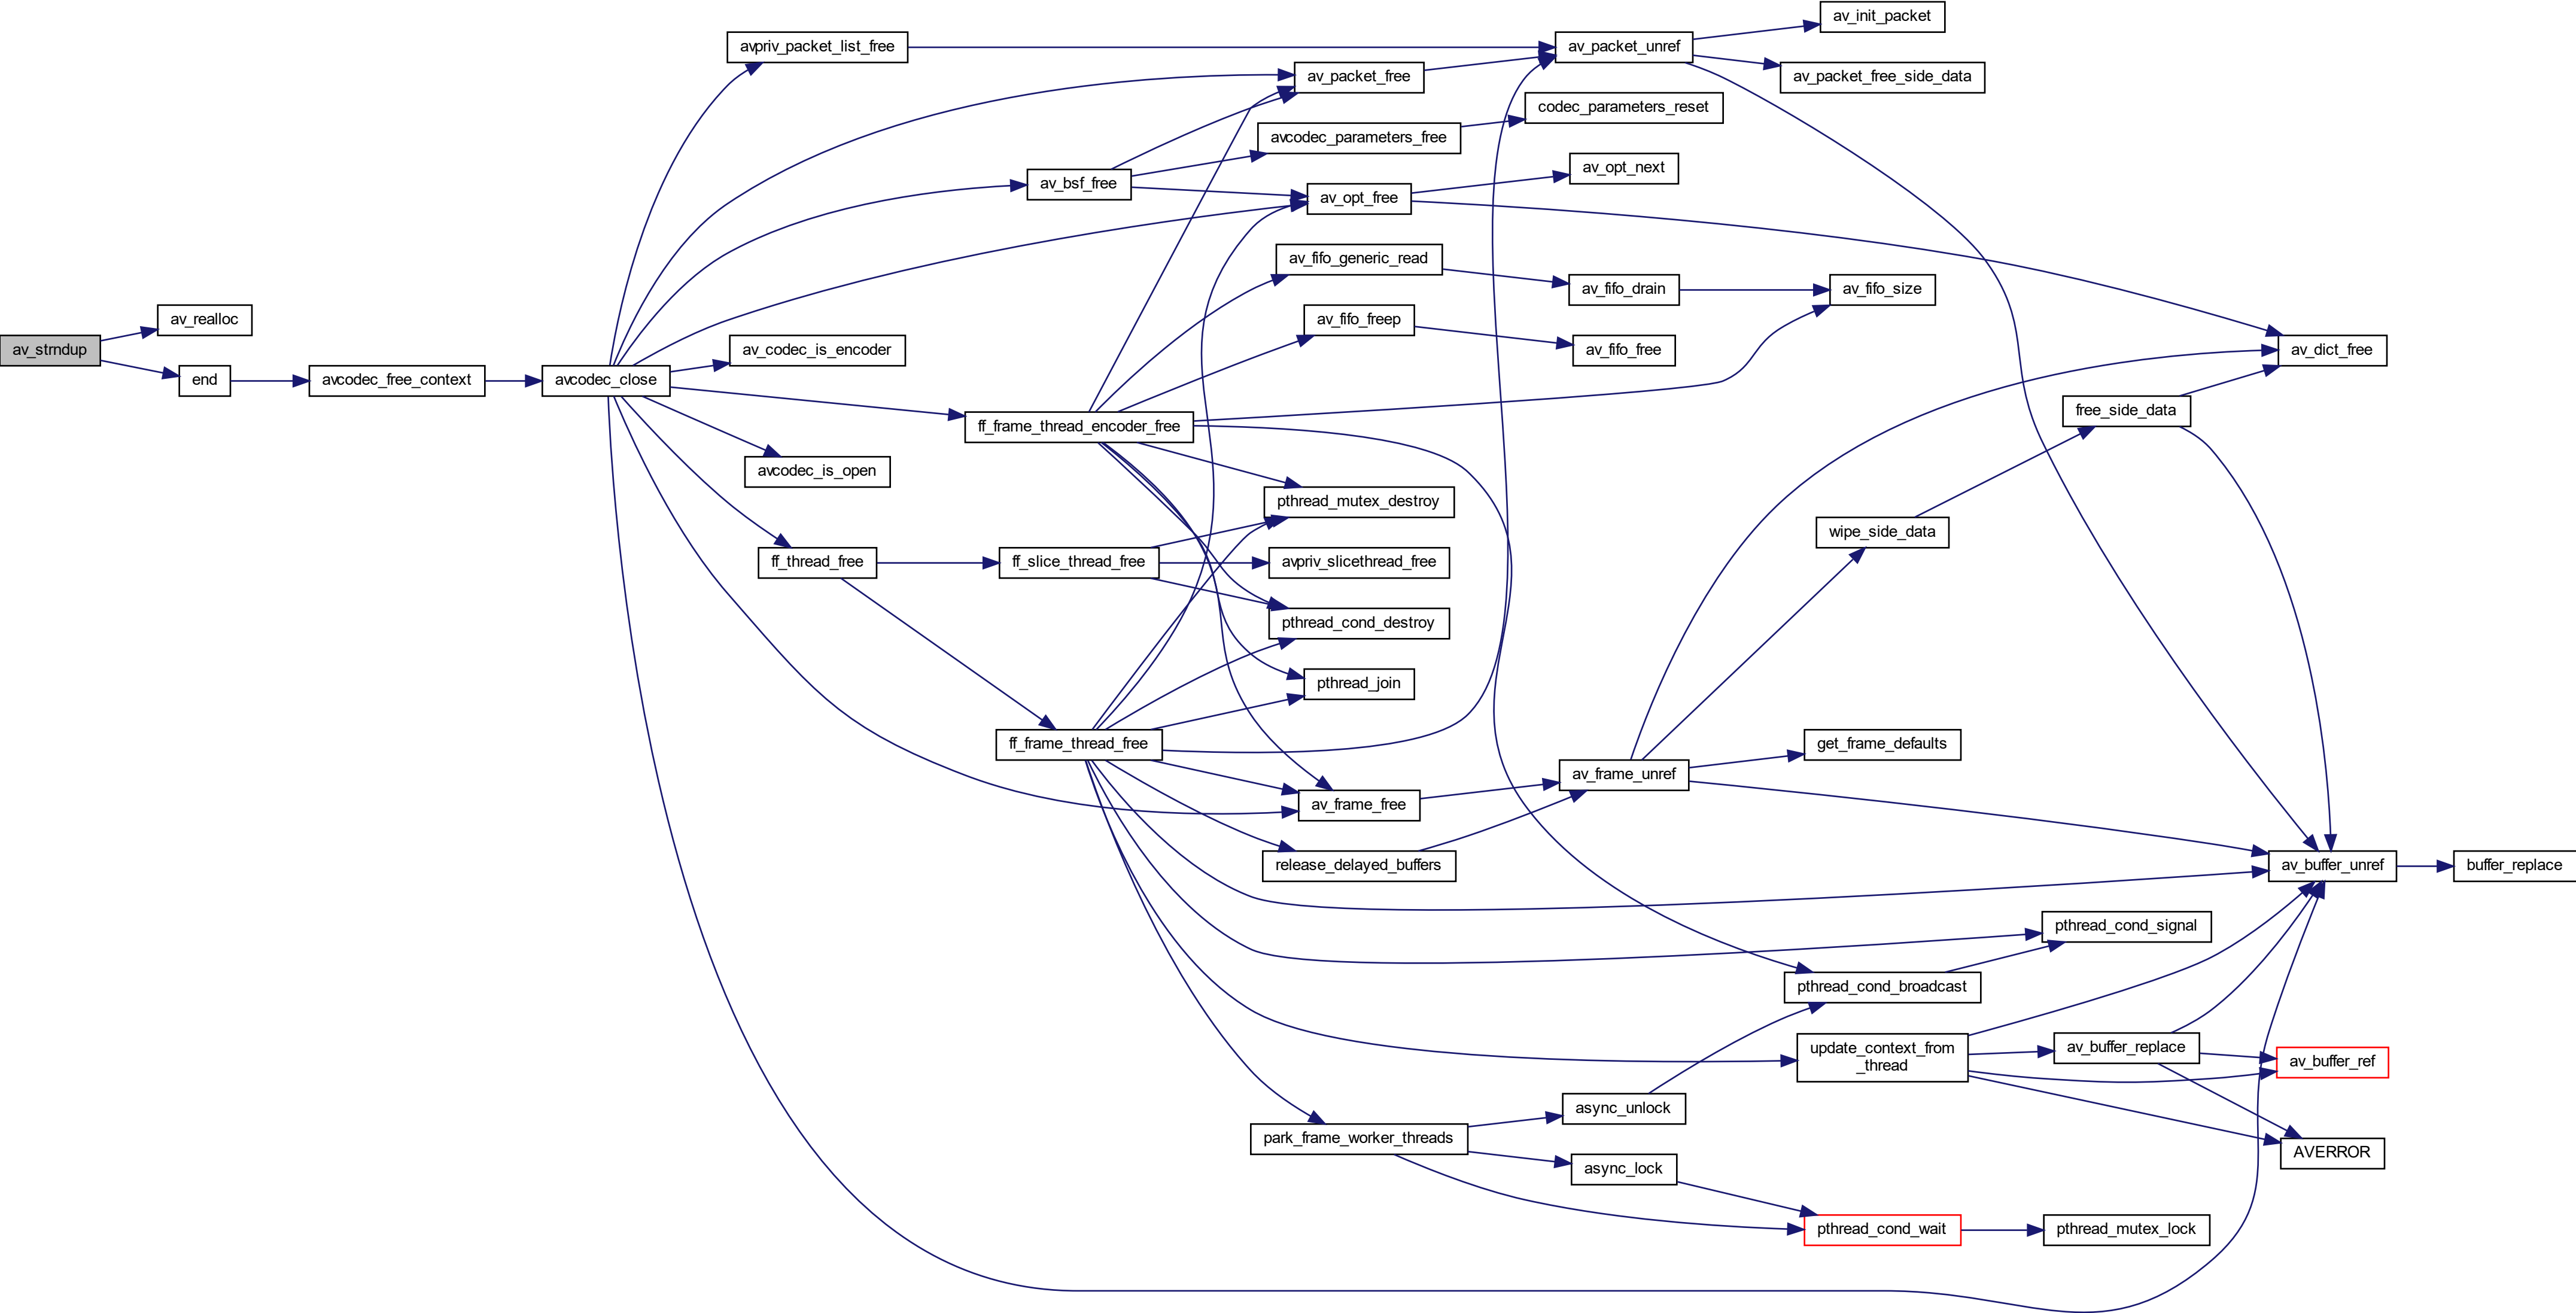 av_init_packet
avpriv_packet_list_free
av_packet_unref
av_packet_free
av_packet_free_side_data
codec_parameters_reset
avcodec_parameters_free
av_opt_next
av_bsf_free
av_opt_free
av_fifo_generic_read
av_fifo_drain
av_fifo_size
av_realloc
av_fifo_freep
av_strndup
av_codec_is_encoder
av_fifo_free
av_dict_free
end
avcodec_free_context
avcodec_close
free_side_data
ff_frame_thread_encoder_free
avcodec_is_open
pthread_mutex_destroy
wipe_side_data
ff_thread_free
ff_slice_thread_free
avpriv_slicethread_free
pthread_cond_destroy
pthread_join
ff_frame_thread_free
get_frame_defaults
av_frame_unref
av_frame_free
release_delayed_buffers
av_buffer_unref
buffer_replace
pthread_cond_signal
pthread_cond_broadcast
update_context_from
_thread
av_buffer_replace
av_buffer_ref
async_unlock
park_frame_worker_threads
AVERROR
async_lock
pthread_cond_wait
pthread_mutex_lock